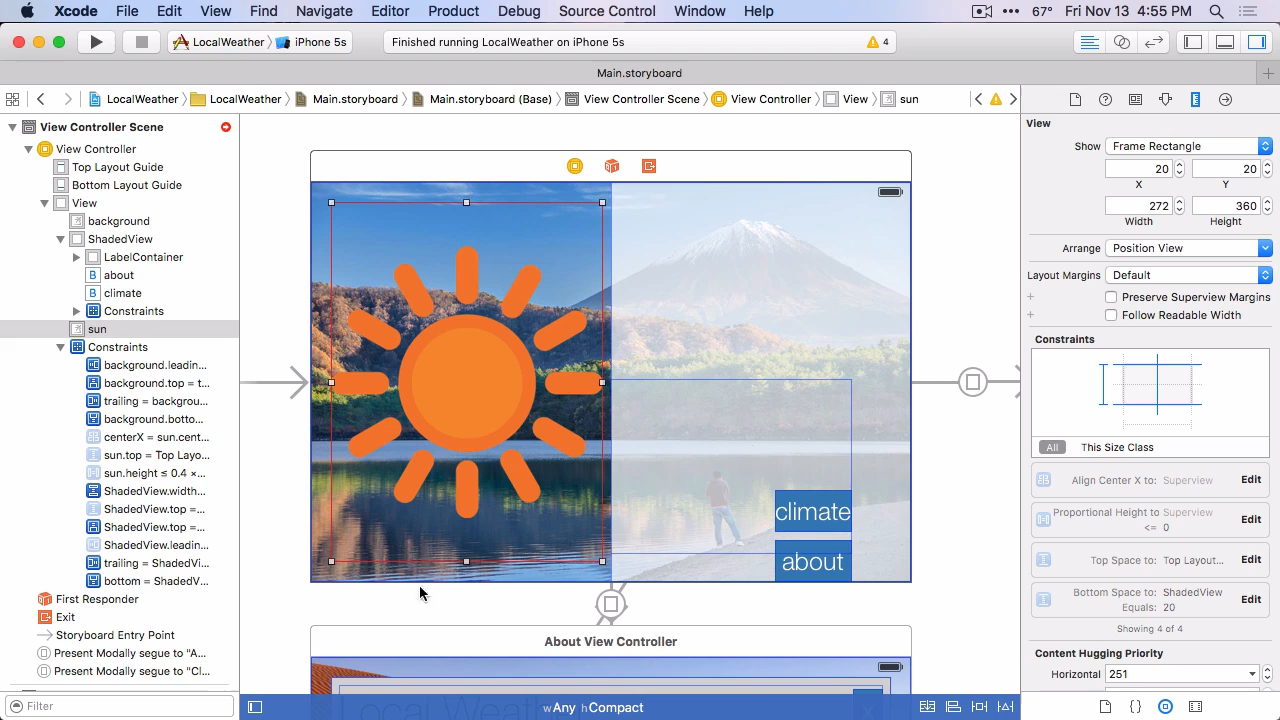 Xcode File Edit View Find Navigate Editor Product Debug Source Control Window Help 67° Fri Nov 13 4:55 PM
LocalWeather iPhone 5s Finished running LocalWeather on iPhone 5s 4
Main.storyboard
LocalWeather LocalWeather Main.storyboard Main.storyboard (Base) View Controller Scene View Controller View sun
View Controller Scene
View Controller
Top Layout Guide
Bottom Layout Guide
View
background
ShadedView
LabelContainer
B about
B climate
Constraints
sun
Constraints
background.leadin...
background.top = t...
trailing = backgrou...
background.botto...
centerX = sun.cent...
sun.top = Top Layo...
sun.height ≤ 0.4 ×...
ShadedView.width...
ShadedView.top =...
ShadedView.top =...
ShadedView.leadin...
trailing = ShadedVi...
bottom = ShadedV...
First Responder
Exit
Storyboard Entry Point
Present Modally segue to "A...
Present Modally segue to "Cl...
Filter
climate
about
About View Controller
Local Weath
wAny hCompact
View
Show Frame Rectangle
20 20
X Y
272 360
Width Height
Arrange Position View
Layout Margins Default
Preserve Superview Margins
Follow Readable Width
Constraints
All This Size Class
Align Center X to: Superview Edit
Proportional Height to Superview
<= 0 Edit
Top Space to: Top Layout... Edit
Bottom Space to: ShadedView
Equals: 20 Edit
Showing 4 of 4
Content Hugging Priority
Horizontal 251